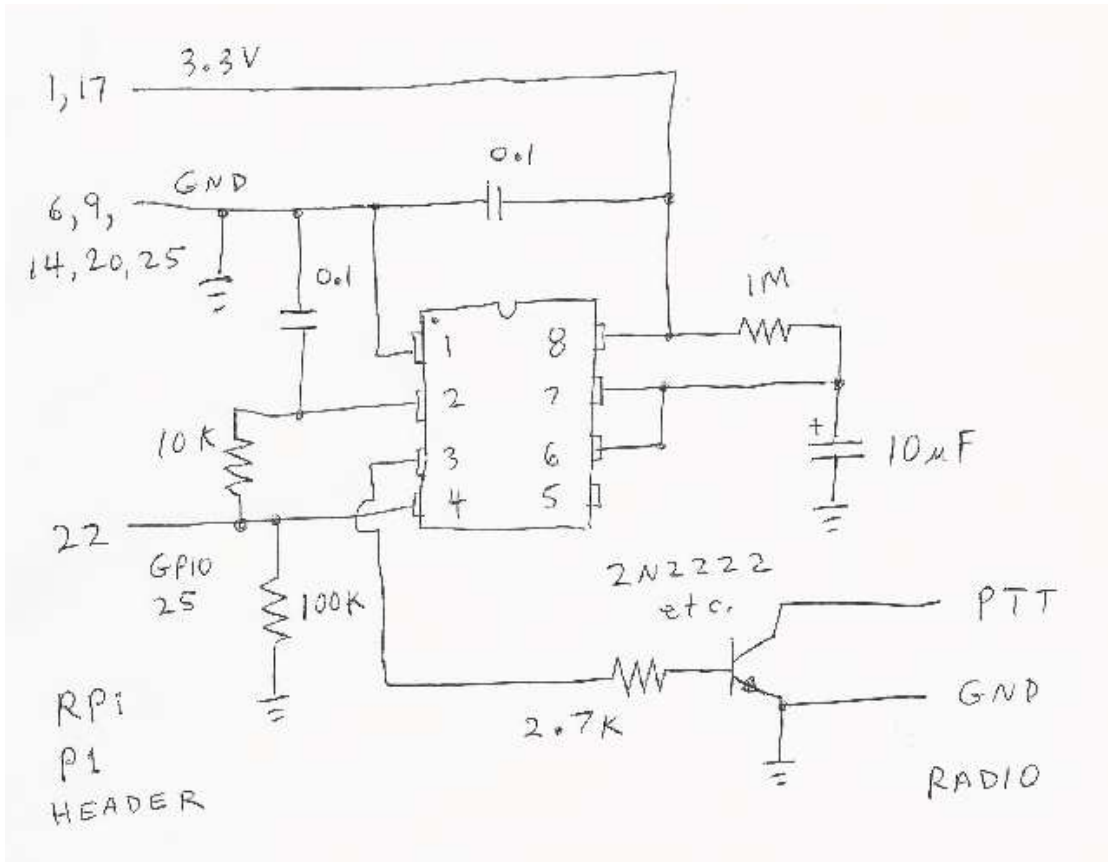 3.3V
1,17
GND
0.1
6,9,
14,20,25
0.1
1M
1
8
2
7
10K
3
6
10µF
4
5
22
GPIO
25
100K
2N2222
etc.
PTT
2.7K
GND
RPi
P1
HEADER
RADIO